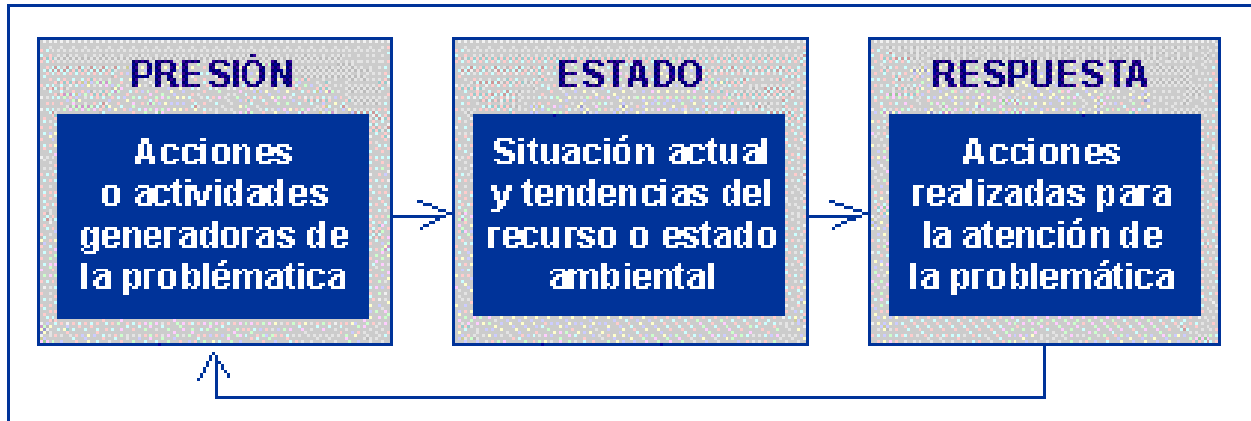 PRESIÓN
Acciones
o actividades
generadoras de
la problématica
ESTADO
Situación actual
y tendencias del
recurso o estado
ambiental
RESPUESTA
Acciones
realizadas para
la atención de
la problemática